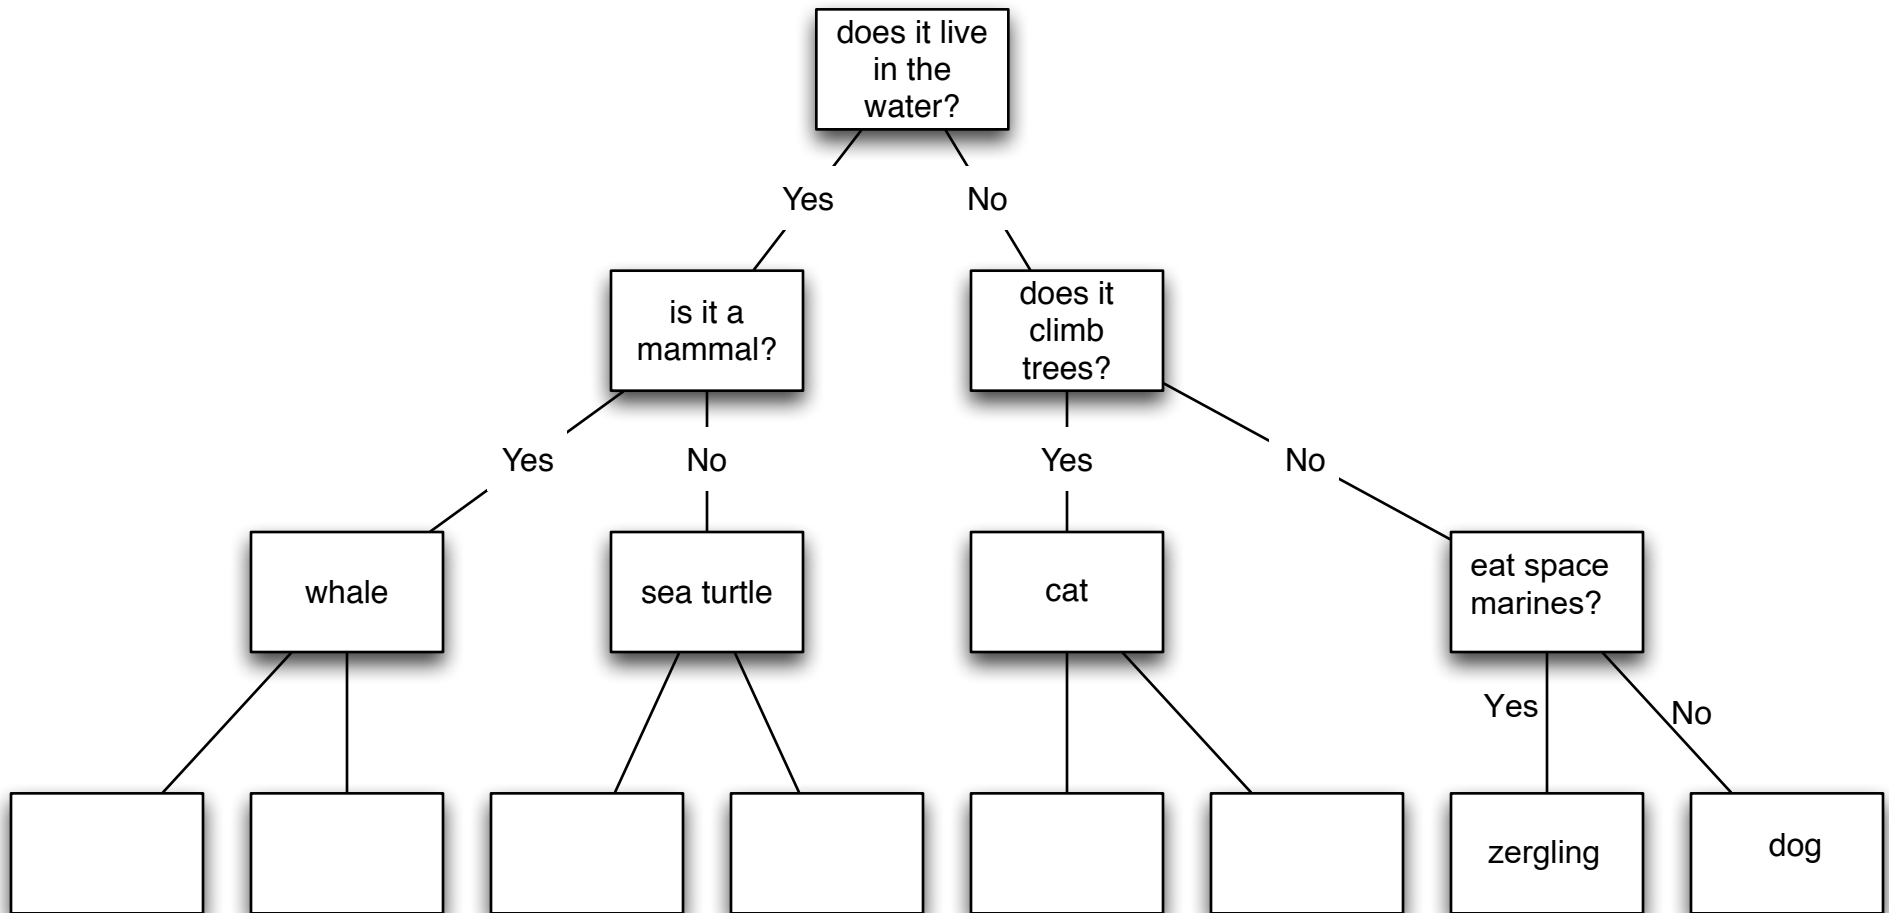 does it live
in the
water?
Yes
No
is it a
mammal?
does it
climb
trees?
Yes
No
Yes
No
whale
sea turtle
cat
eat space
marines?
Yes
No
zergling
dog